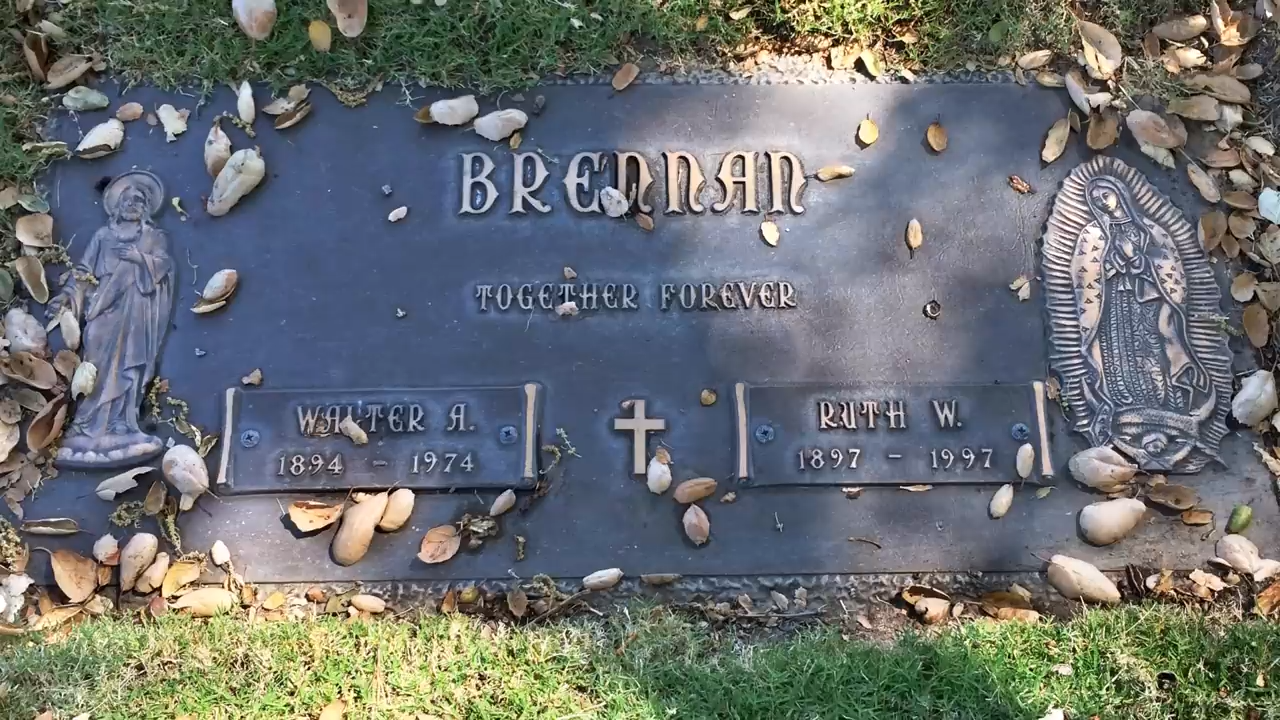 BRENNAN
TOGETHER FOREVER
WALTER A.
1894 – 1974
RUTH W.
1897 – 1997